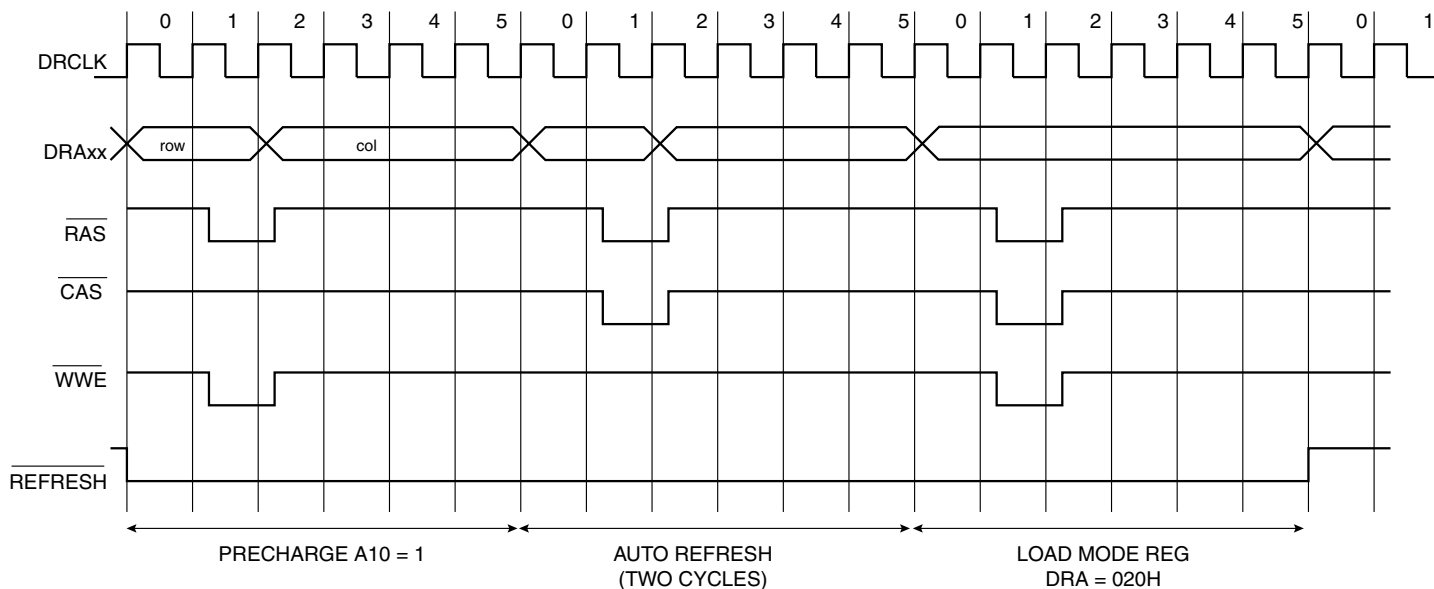 0 1 2 3 4 5 0 1 2 3 4 5 0 1 2 3 4 5 0 1
DRCLK
DRAxx
row
col
RAS
CAS
WWE
REFRESH
PRECHARGE A10 = 1
AUTO REFRESH
(TWO CYCLES)
LOAD MODE REG
DRA = 020H